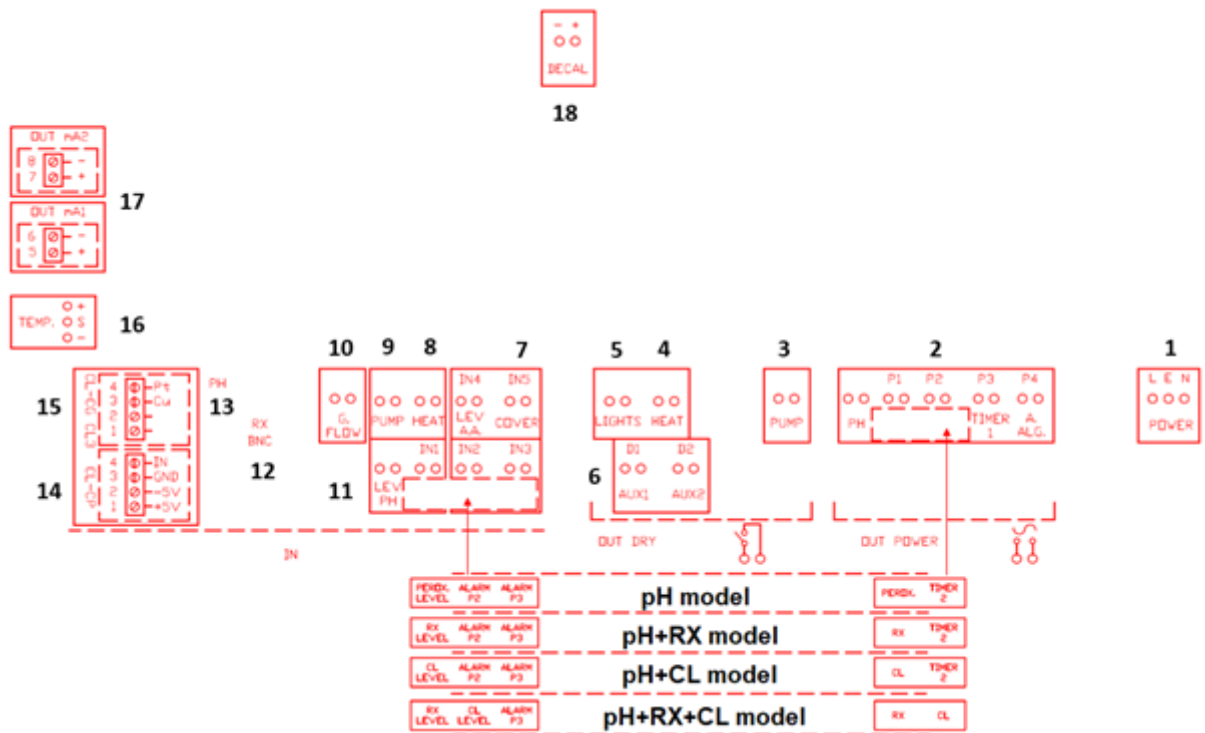 - +
DECAL
18
OUT mA2
8 -
7 +
17
OUT mA1
6 -
5 +
TEMP. + S -
16
10 9 8 7 5 4 3 2 1
15
CL3
4 Pt
3 Cu
2
1
PH
13
RX
BNC
12
14
4 IN
3 GND
2 -5V
1 +5V
G.
FLOW
PUMP HEAT
IN4 IN5
LEV
A.A. COVER
11
IN1 IN2 IN3
LEV
PH
LIGHTS HEAT
6
D1 D2
AUX1 AUX2
PUMP
P1 P2 P3 P4
PH TIMER
1 A.
ALG.
L E N
POWER
IN
OUT DRY
OUT POWER
PEROX.
LEVEL ALARM
P2 ALARM
P3 pH model PEROX. TIMER
2
RX
LEVEL ALARM
P2 ALARM
P3 pH+RX model RX TIMER
2
CL
LEVEL ALARM
P2 ALARM
P3 pH+CL model CL TIMER
2
RX
LEVEL CL
LEVEL ALARM
P3 pH+RX+CL model RX CL